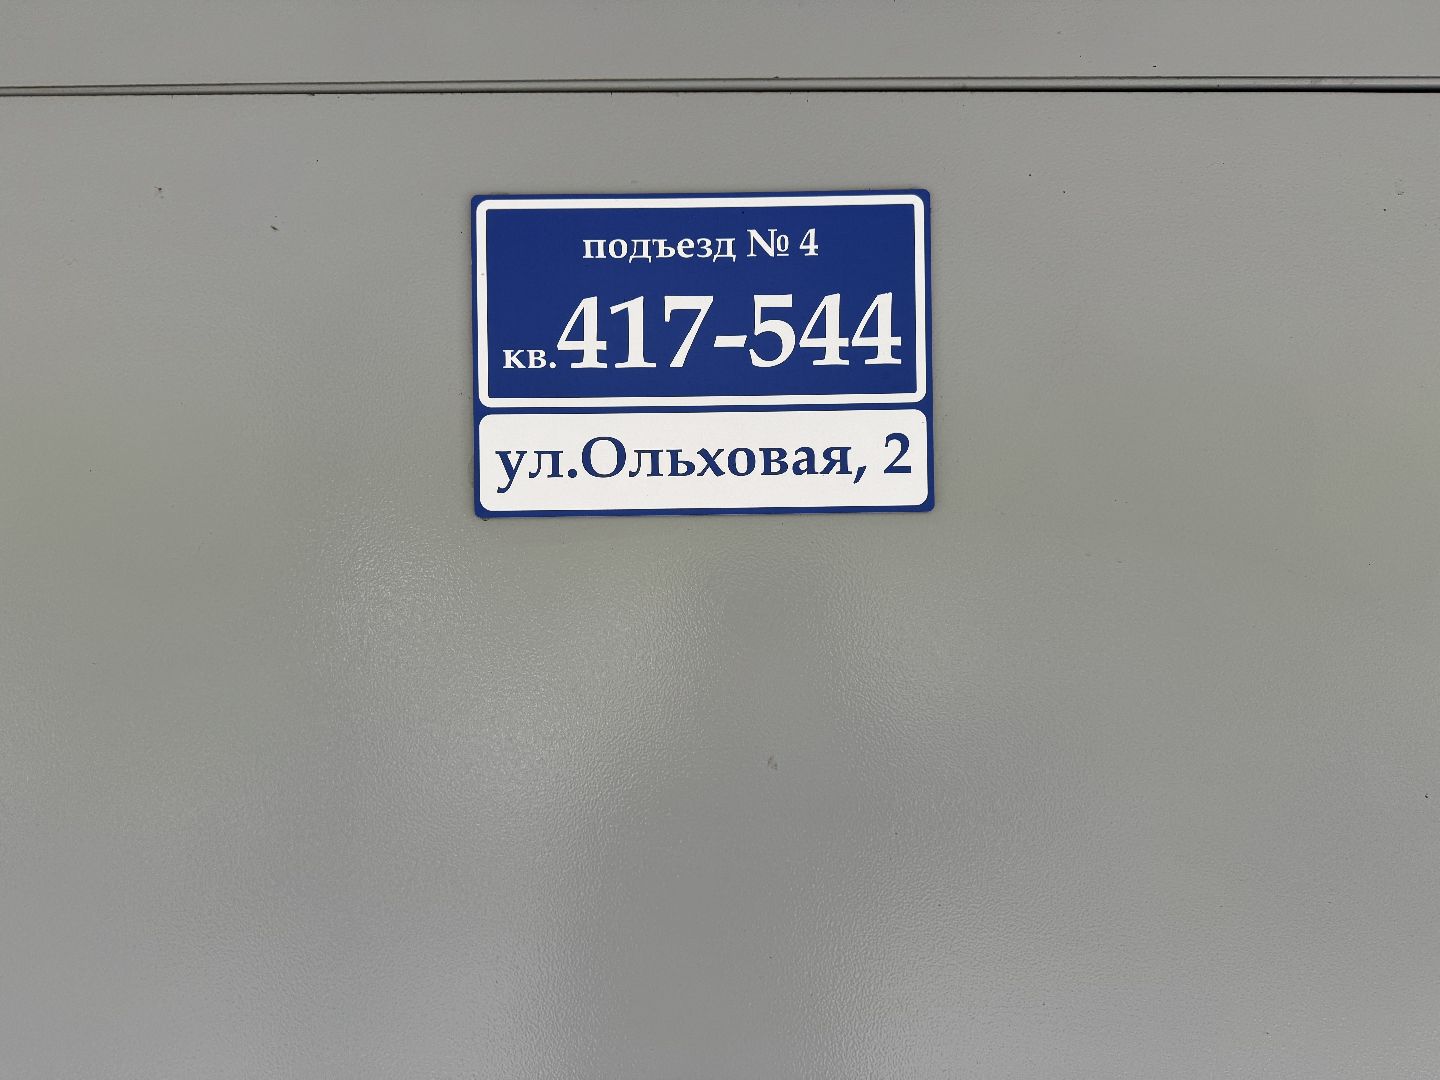 подъезд № 4
кв. 417-544
ул.Ольховая, 2